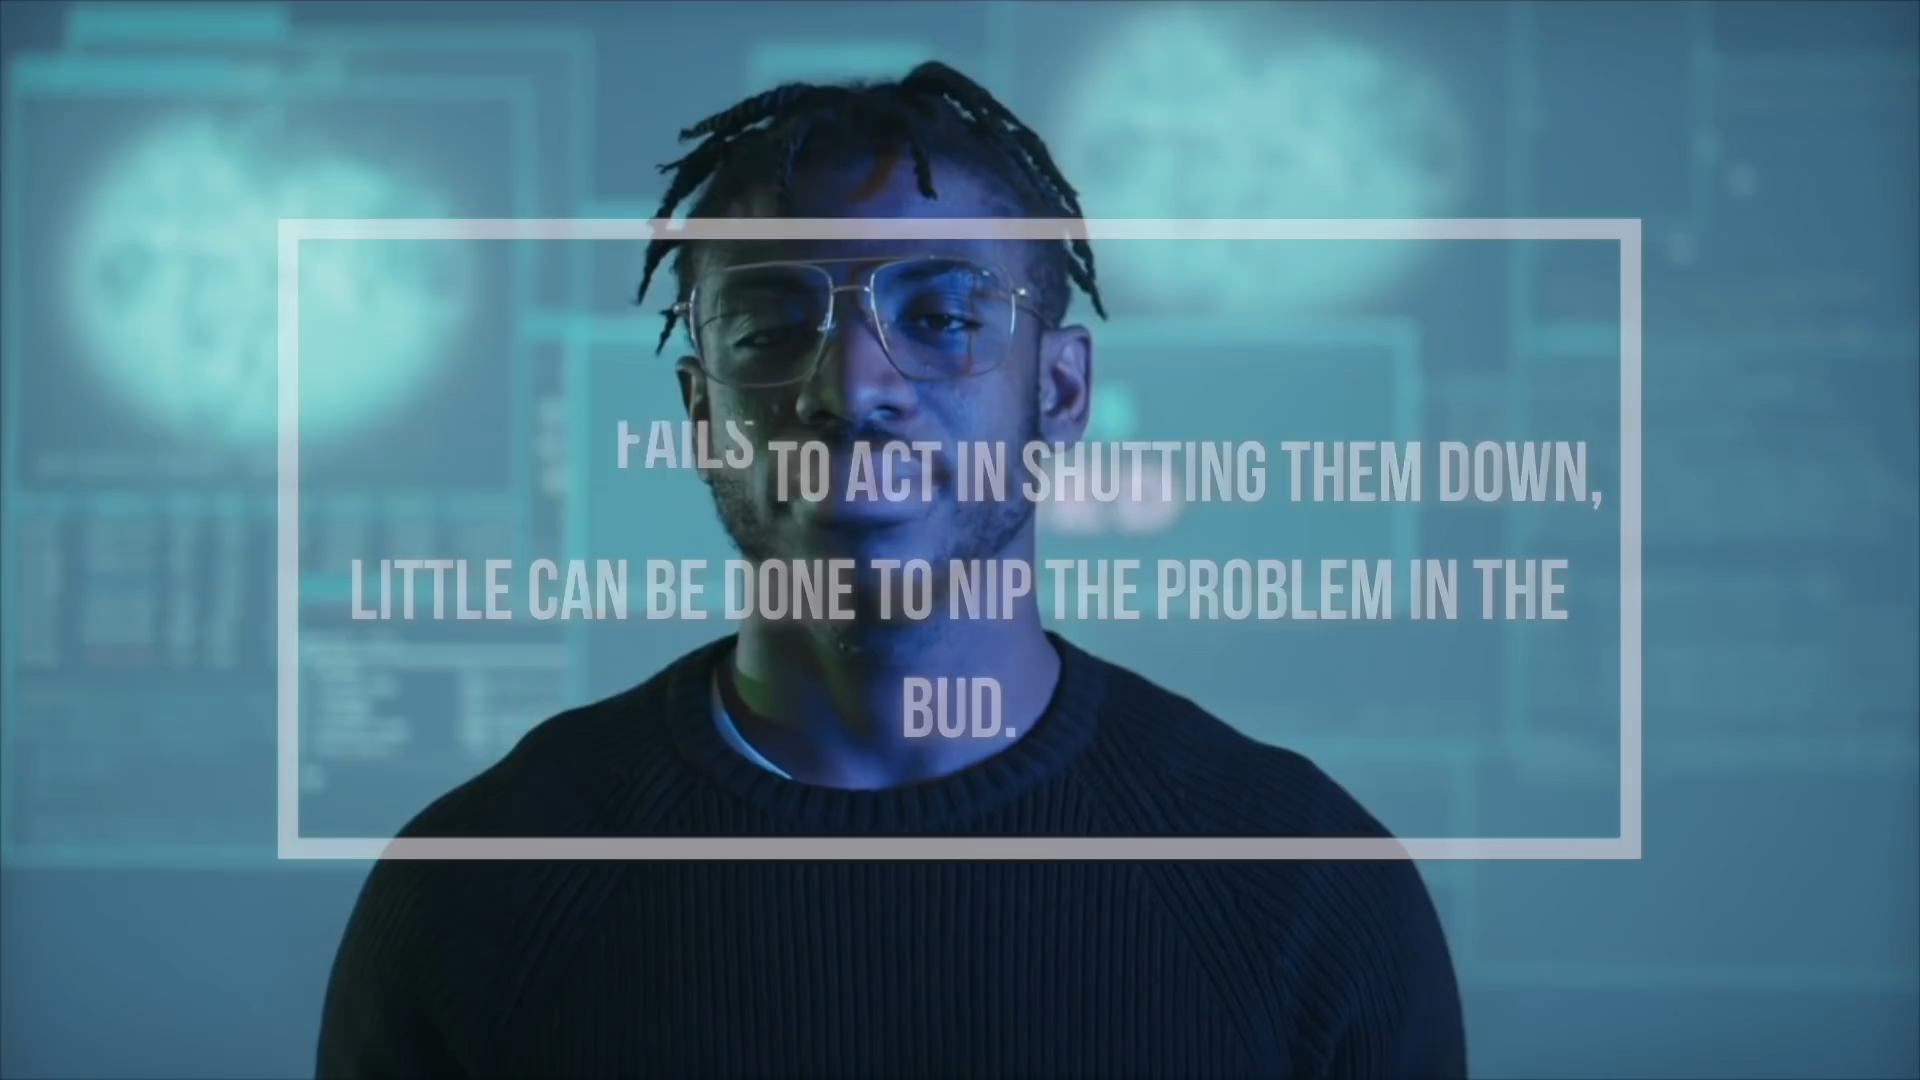 FAILS TO ACT IN SHUTTING THEM DOWN,
LITTLE CAN BE DONE TO NIP THE PROBLEM IN THE
BUD.